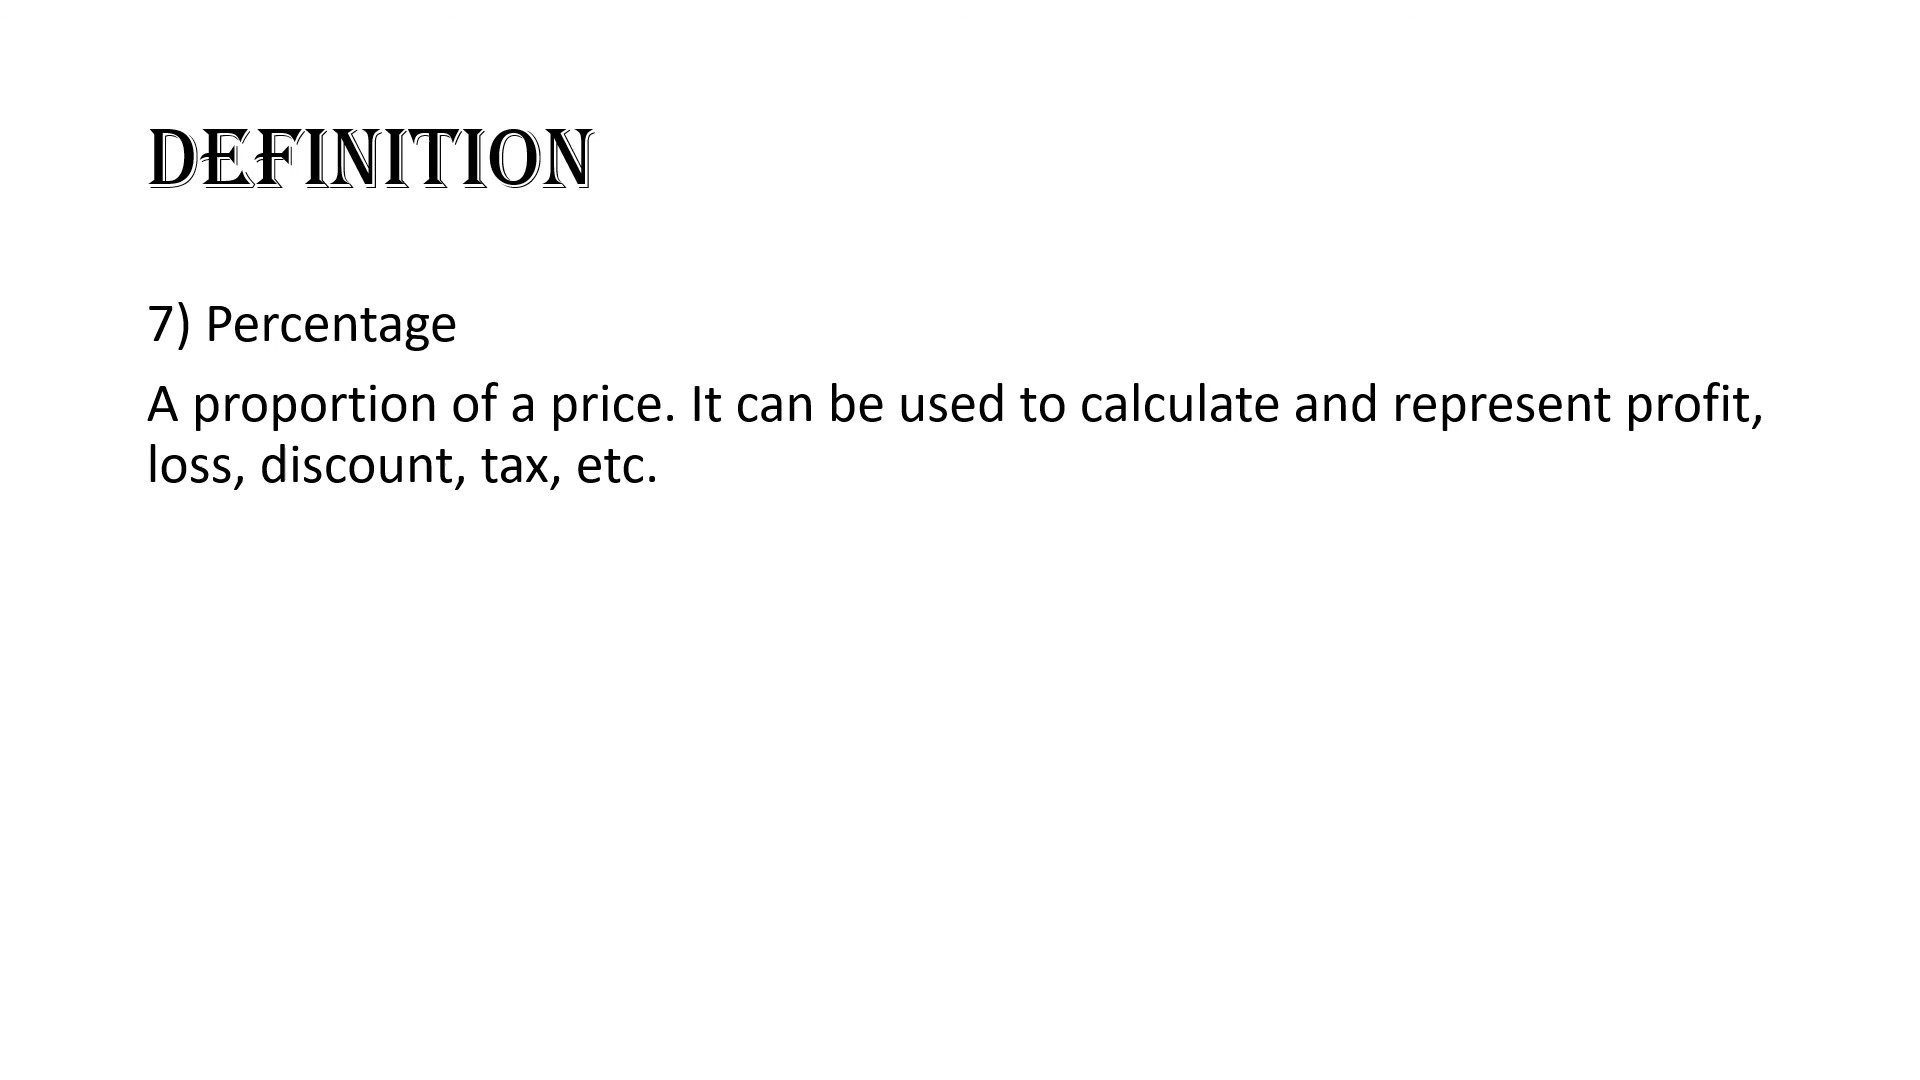 DEFINITION
7) Percentage
A proportion of a price. It can be used to calculate and represent profit,
loss, discount, tax, etc.